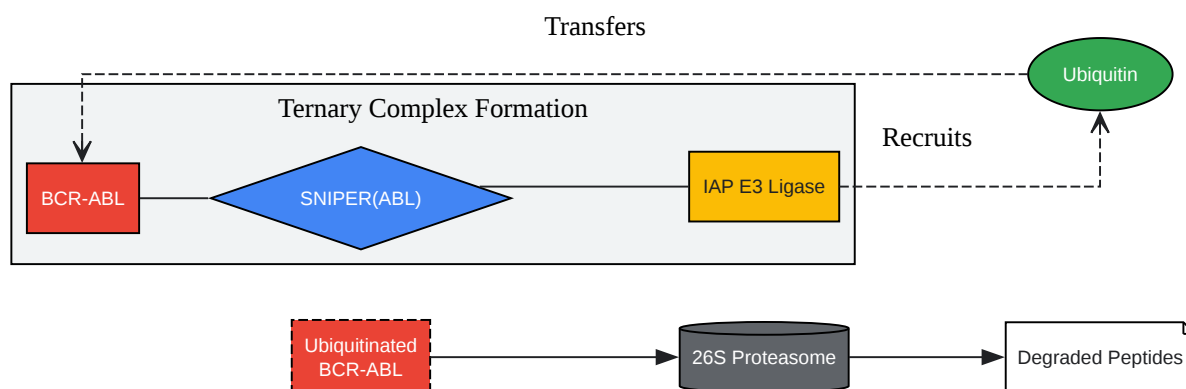 Transfers
Ubiquitin
Ternary Complex Formation
Recruits
BCR-ABL
SNIPER(ABL)
IAP E3 Ligase
Ubiquitinated
BCR-ABL
26S Proteasome
Degraded Peptides